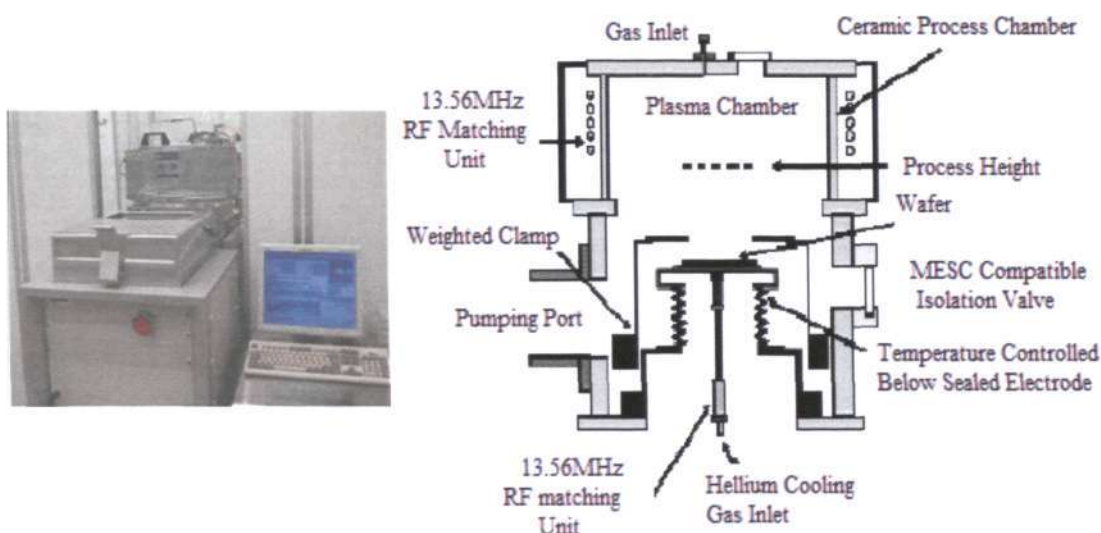 Gas Inlet
Ceramic Process Chamber
13.56MHz
RF Matching
Unit
Plasma Chamber
Process Height
Wafer
Weighted Clamp
MESC Compatible
Isolation Valve
Pumping Port
Temperature Controlled
Below Sealed Electrode
13.56MHz
RF matching
Unit
Hellium Cooling
Gas Inlet